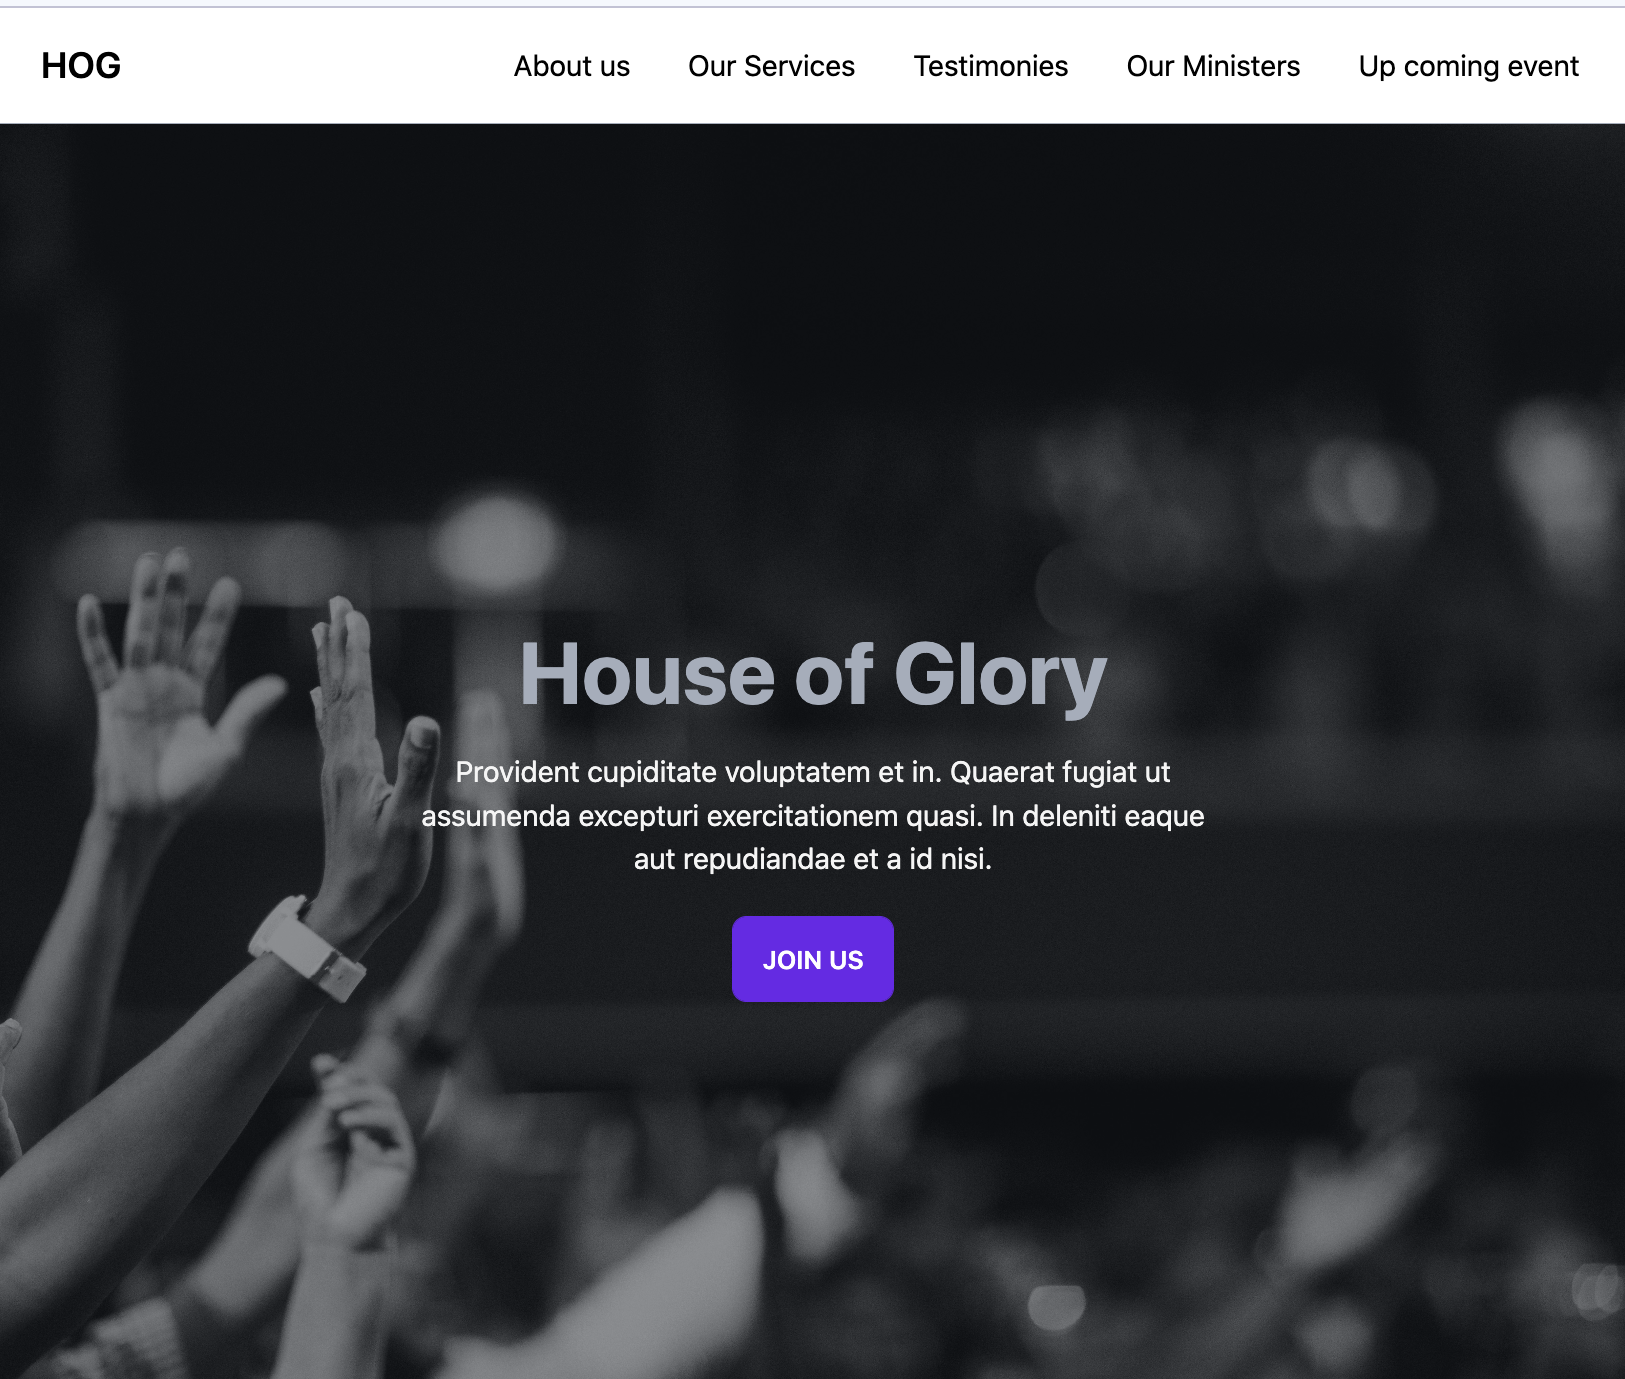 HOG
About us
Our Services
Testimonies
Our Ministers
Up coming event
House of Glory
Provident cupiditate voluptatem et in. Quaerat fugiat ut
assumenda excepturi exercitationem quasi. In deleniti eaque
aut repudiandae et a id nisi.
JOIN US